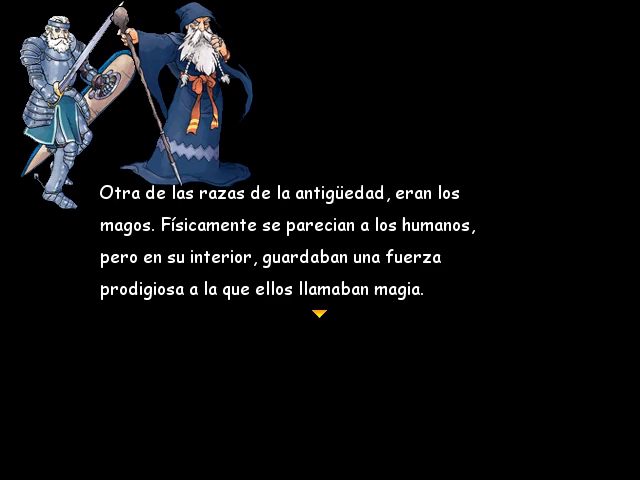 Otra de las razas de la antigüedad, eran los
magos. Físicamente se parecian a los humanos,
pero en su interior, guardaban una fuerza
prodigiosa a la que ellos llamaban magia.